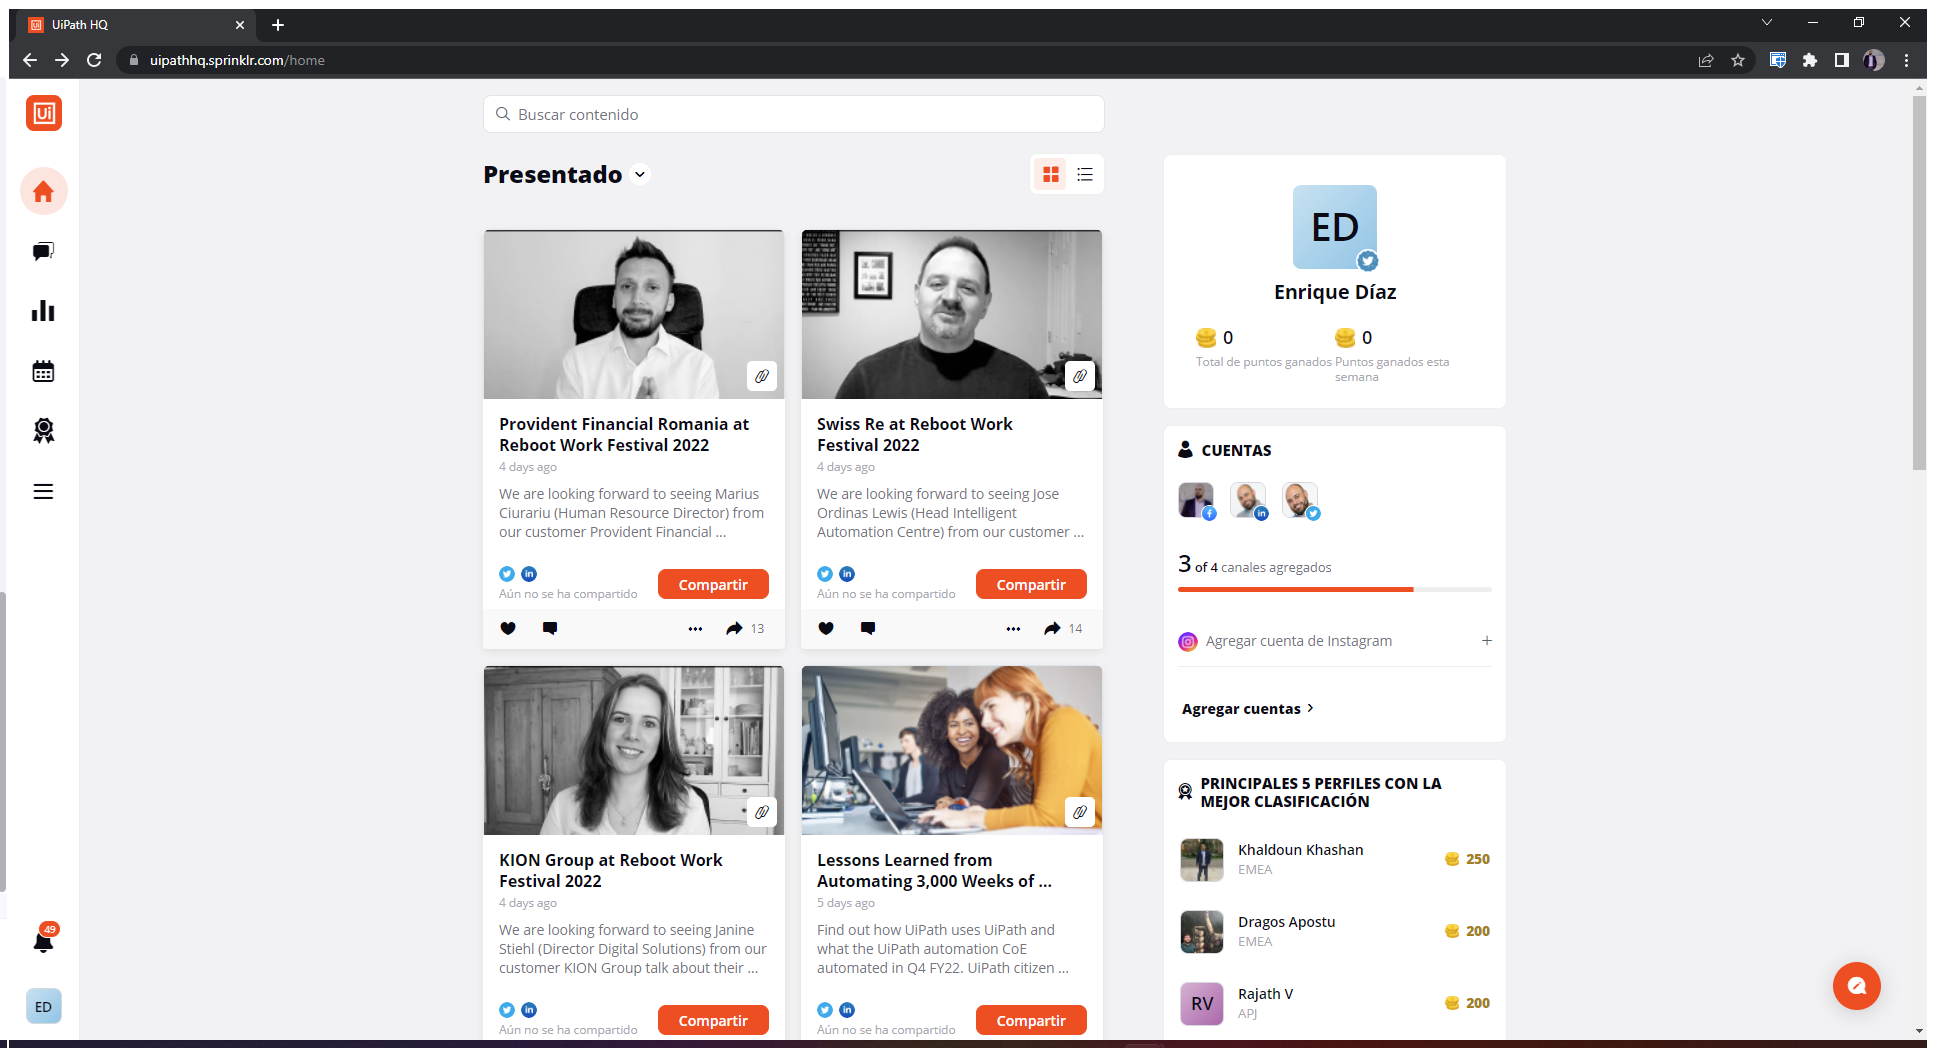 UiPath HQ
uipathhq.sprinklr.com/home
Ui
Buscar contenido
Presentado
Provident Financial Romania at
Reboot Work Festival 2022
4 days ago
We are looking forward to seeing Marius
Ciurariu (Human Resource Director) from
our customer Provident Financial ...
Aún no se ha compartido
Compartir
13
Swiss Re at Reboot Work
Festival 2022
4 days ago
We are looking forward to seeing Jose
Ordinas Lewis (Head Intelligent
Automation Centre) from our customer ...
Aún no se ha compartido
Compartir
14
KION Group at Reboot Work
Festival 2022
4 days ago
We are looking forward to seeing Janine
Stiehl (Director Digital Solutions) from our
customer KION Group talk about their ...
Aún no se ha compartido
Compartir
Lessons Learned from
Automating 3,000 Weeks of ...
5 days ago
Find out how UiPath uses UiPath and
what the UiPath automation CoE
automated in Q4 FY22. UiPath citizen ...
Aún no se ha compartido
Compartir
ED
Enrique Díaz
0
Total de puntos ganados
0
Puntos ganados esta
semana
CUENTAS
3 of 4 canales agregados
Agregar cuenta de Instagram
Agregar cuentas
PRINCIPALES 5 PERFILES CON LA
MEJOR CLASIFICACIÓN
Khaldoun Khashan
EMEA
250
Dragos Apostu
EMEA
200
RV
Rajath V
APJ
200
49
ED